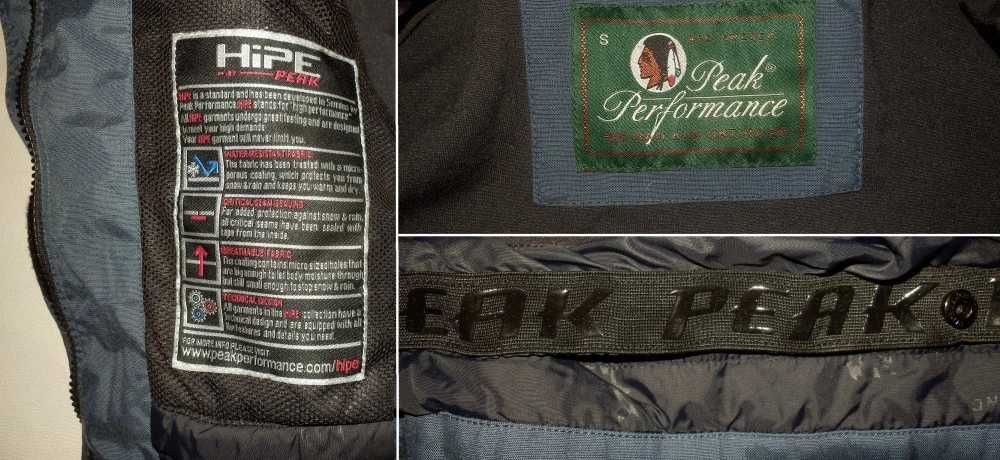 HiPE
BY PEAK
HIPE is a standard and has been developed in Sweden by
Peak Performance. HIPE stands for "high performance".
All HIPE garments undergo great testing and are designed
to meet your high demands.
Your HIPE garment will never limit you.
WATER-RESISTANT FABRIC
The fabric has been treated with a micro-
porous coating, which protects you from
snow & rain and keeps you warm and dry.
CRITICAL SEAM SEALING
For added protection against snow & rain,
all critical seams have been sealed with
tape from the inside.
BREATHABLE FABRIC
The coating contains micro sized holes that
are big enough to let body moisture through
but still small enough to stop snow & rain.
TECHNICAL DESIGN
All garments in the HIPE collection have a
technical design and are equipped with all
the features and details you need.
FOR MORE INFO PLEASE VISIT
www.peakperformance.com/hipe
S
Peak®
Performance
EAK PEAK